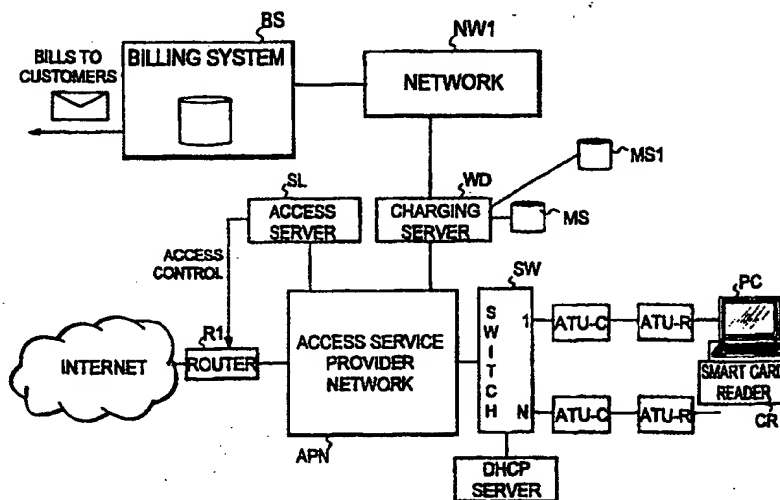 BS
BILLING SYSTEM
BILLS TO
CUSTOMERS
NW1
NETWORK
MS1
MS
SL
ACCESS
SERVER
WD
CHARGING
SERVER
ACCESS
CONTROL
SW
SWITCH
1
N
ATU-C
ATU-R
PC
SMART CARD
READER
CR
R1
INTERNET
ROUTER
ACCESS SERVICE
PROVIDER
NETWORK
ATU-C
ATU-R
APN
DHCP
SERVER